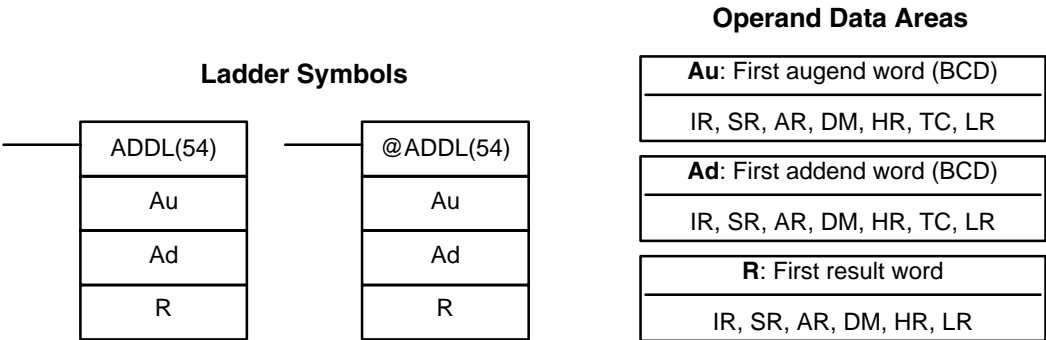 Ladder Symbols
ADDL(54)
Au
Ad
R
@ADDL(54)
Au
Ad
R
Operand Data Areas
Au: First augend word (BCD)
IR, SR, AR, DM, HR, TC, LR
Ad: First addend word (BCD)
IR, SR, AR, DM, HR, TC, LR
R: First result word
IR, SR, AR, DM, HR, LR